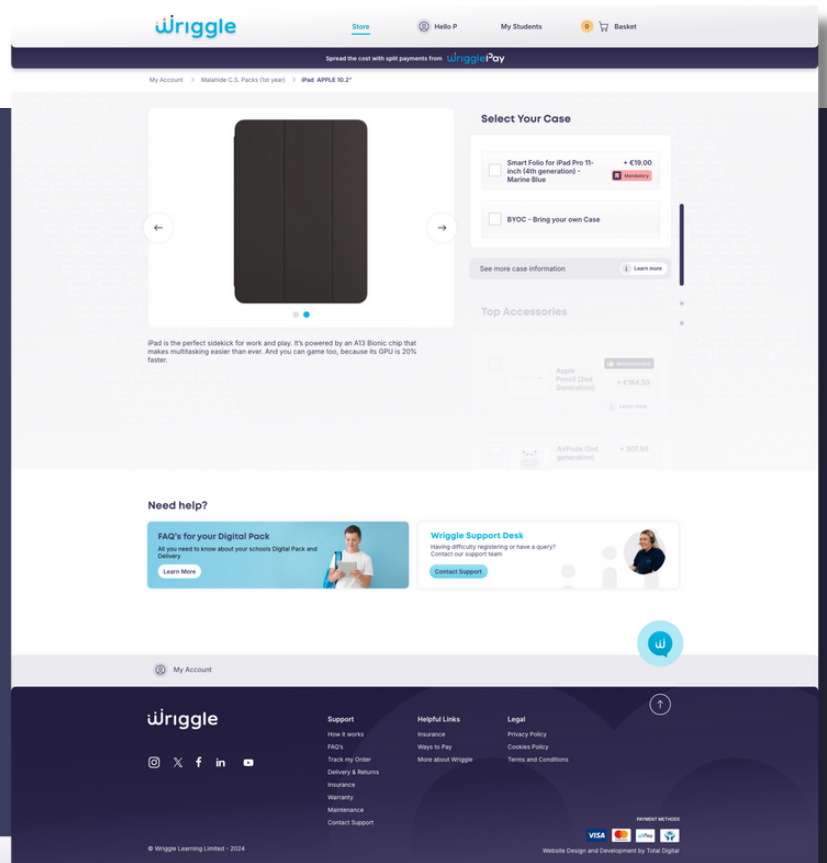 wriggle
Store
Hello P
My Students
0
Basket
Spread the cost with split payments from wrigglePay
My Account > Malahide C.S. Packs (1st year) > iPad APPLE 10.2"
Select Your Case
Smart Folio for iPad Pro 11-
inch (4th generation) -
Marine Blue
+ €19.00
Mandatory
BYOC - Bring your own Case
See more case information
i Learn more
Top Accessories
Recommended
Apple
Pencil (2nd
Generation)
+ €184.50
i Learn more
AirPods (3rd
generation)
+ 207.50
iPad is the perfect sidekick for work and play. It's powered by an A13 Bionic chip that
makes multitasking easier than ever. And you can game too, because its GPU is 20%
faster.
Need help?
FAQ's for your Digital Pack
All you need to know about your schools Digital Pack and
Delivery
Learn More
Wriggle Support Desk
Having difficulty registering or have a query?
Contact our support team
Contact Support
My Account
wriggle
Support
How it works
FAQ's
Track my Order
Delivery & Returns
Insurance
Warranty
Maintenance
Contact Support
Helpful Links
Insurance
Ways to Pay
More about Wriggle
Legal
Privacy Policy
Cookies Policy
Terms and Conditions
PAYMENT METHODS
VISA
© Wriggle Learning Limited - 2024
Website Design and Development by Total Digital